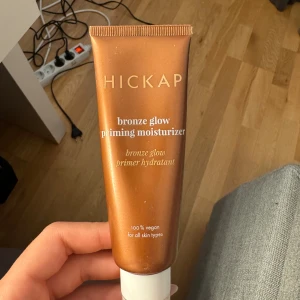 HICKAP
bronze glow
priming moisturizer
bronze glow
primer hydratant
100% vegan
for all skin types